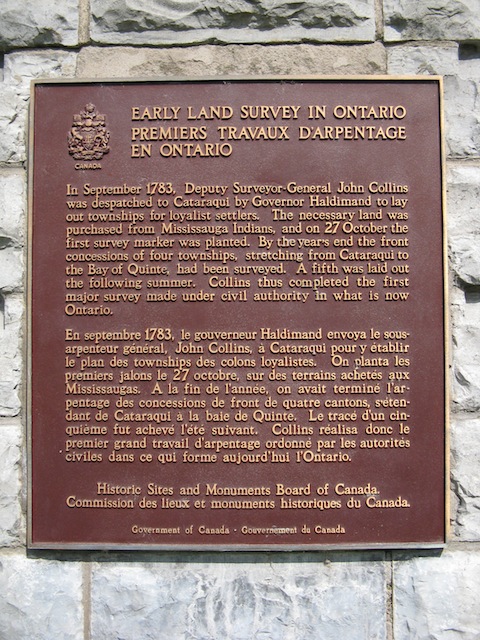 CANADA
EARLY LAND SURVEY IN ONTARIO
PREMIERS TRAVAUX D'ARPENTAGE
EN ONTARIO
In September 1783, Deputy Surveyor-General John Collins
was despatched to Cataraqui by Governor Haldimand to lay
out townships for loyalist settlers. The necessary land was
purchased from Mississauga Indians, and on 27 October the
first survey marker was planted. By the years end the front
concessions of four townships, stretching from Cataraqui to
the Bay of Quinte, had been surveyed. A fifth was laid out
the following summer. Collins thus completed the first
major survey made under civil authority in what is now
Ontario.
En septembre 1783, le gouverneur Haldimand envoya le sous-
arpenteur général, John Collins, à Cataraqui pour y établir
le plan des townships des colons loyalistes. On planta les
premiers jalons le 27 octobre, sur des terrains achetés aux
Mississaugas. A la fin de l'année, on avait terminé l'ar-
pentage des concessions de front de quatre cantons, s'éten-
dant de Cataraqui à la baie de Quinte. Le tracé d'un cin-
quième fut achevé l'été suivant. Collins réalisa donc le
premier grand travail d'arpentage ordonné par les autorités
civiles dans ce qui forme aujourd'hui l'Ontario.
Historic Sites and Monuments Board of Canada.
Commission des lieux et monuments historiques du Canada.
Government of Canada · Gouvernement du Canada